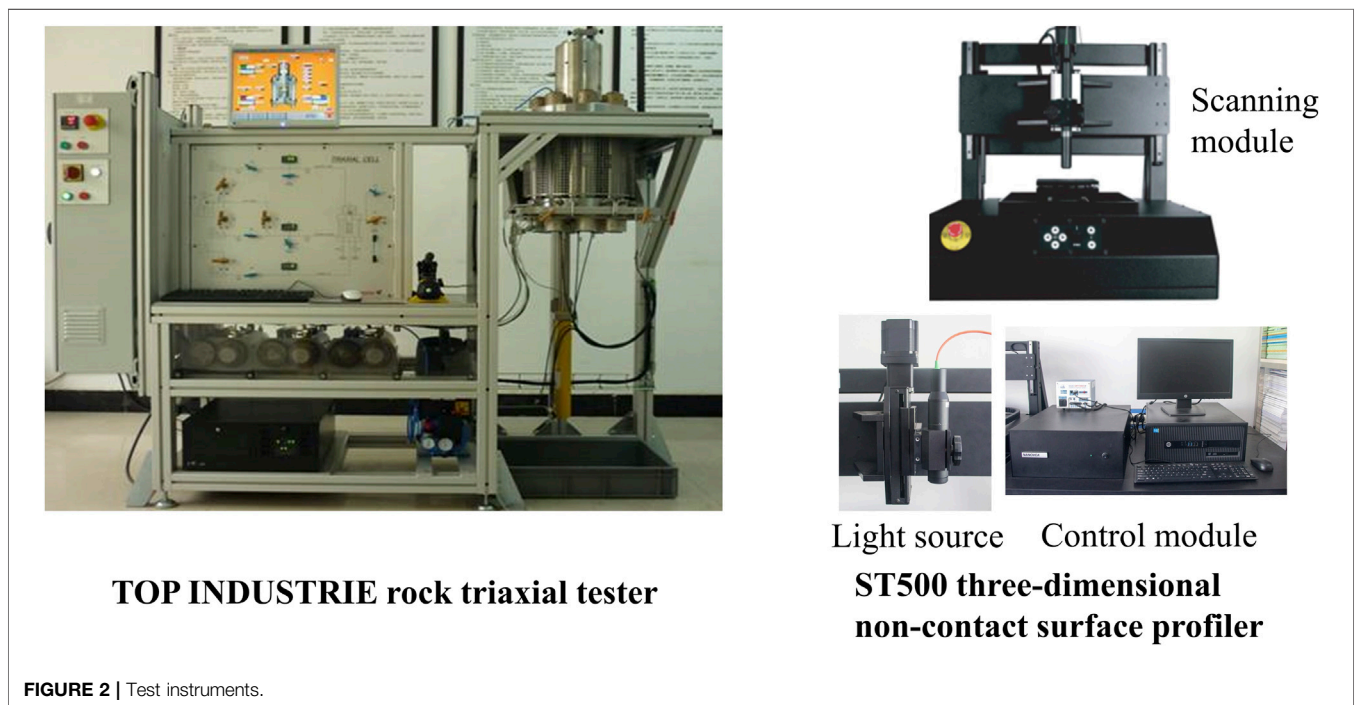 TRIAXIAL CELL
Scanning
module
Light source
Control module
TOP INDUSTRIE rock triaxial tester
ST500 three-dimensional
non-contact surface profiler
FIGURE 2 | Test instruments.